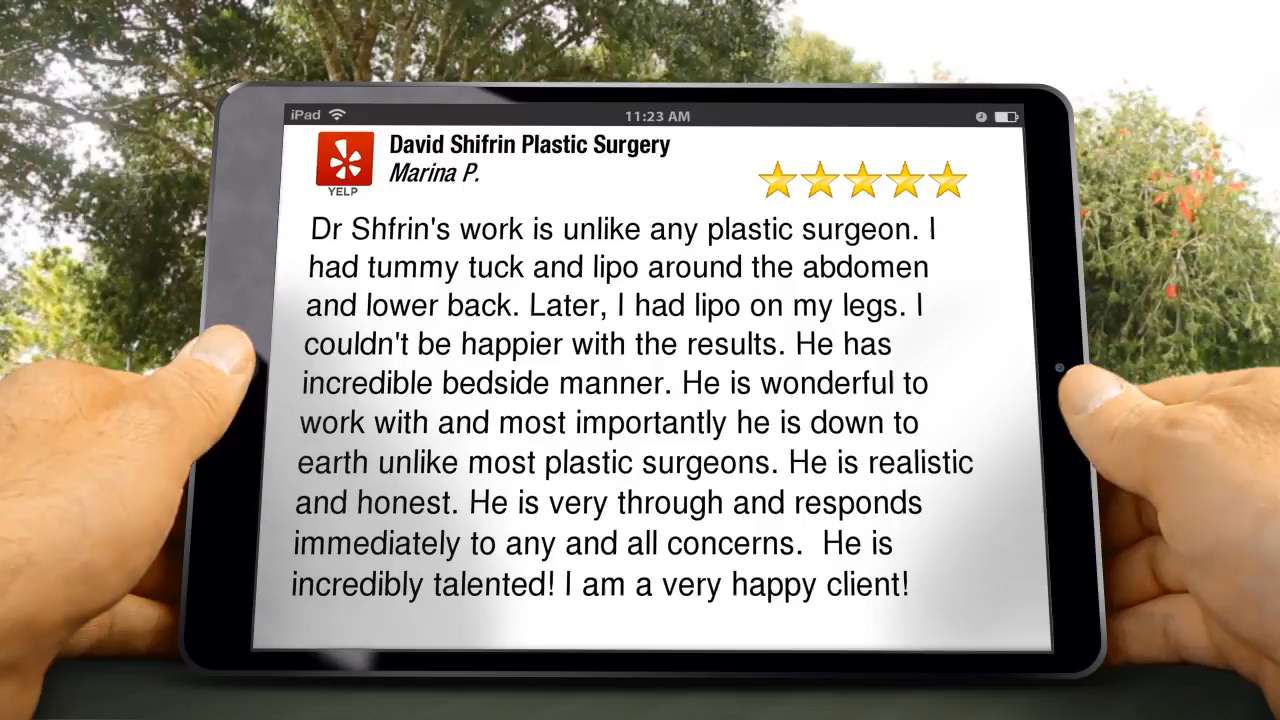 iPad 11:23 AM
David Shifrin Plastic Surgery
Marina P.
YELP
Dr Shfrin's work is unlike any plastic surgeon. I
had tummy tuck and lipo around the abdomen
and lower back. Later, I had lipo on my legs. I
couldn't be happier with the results. He has
incredible bedside manner. He is wonderful to
work with and most importantly he is down to
earth unlike most plastic surgeons. He is realistic
and honest. He is very through and responds
immediately to any and all concerns.  He is
incredibly talented! I am a very happy client!